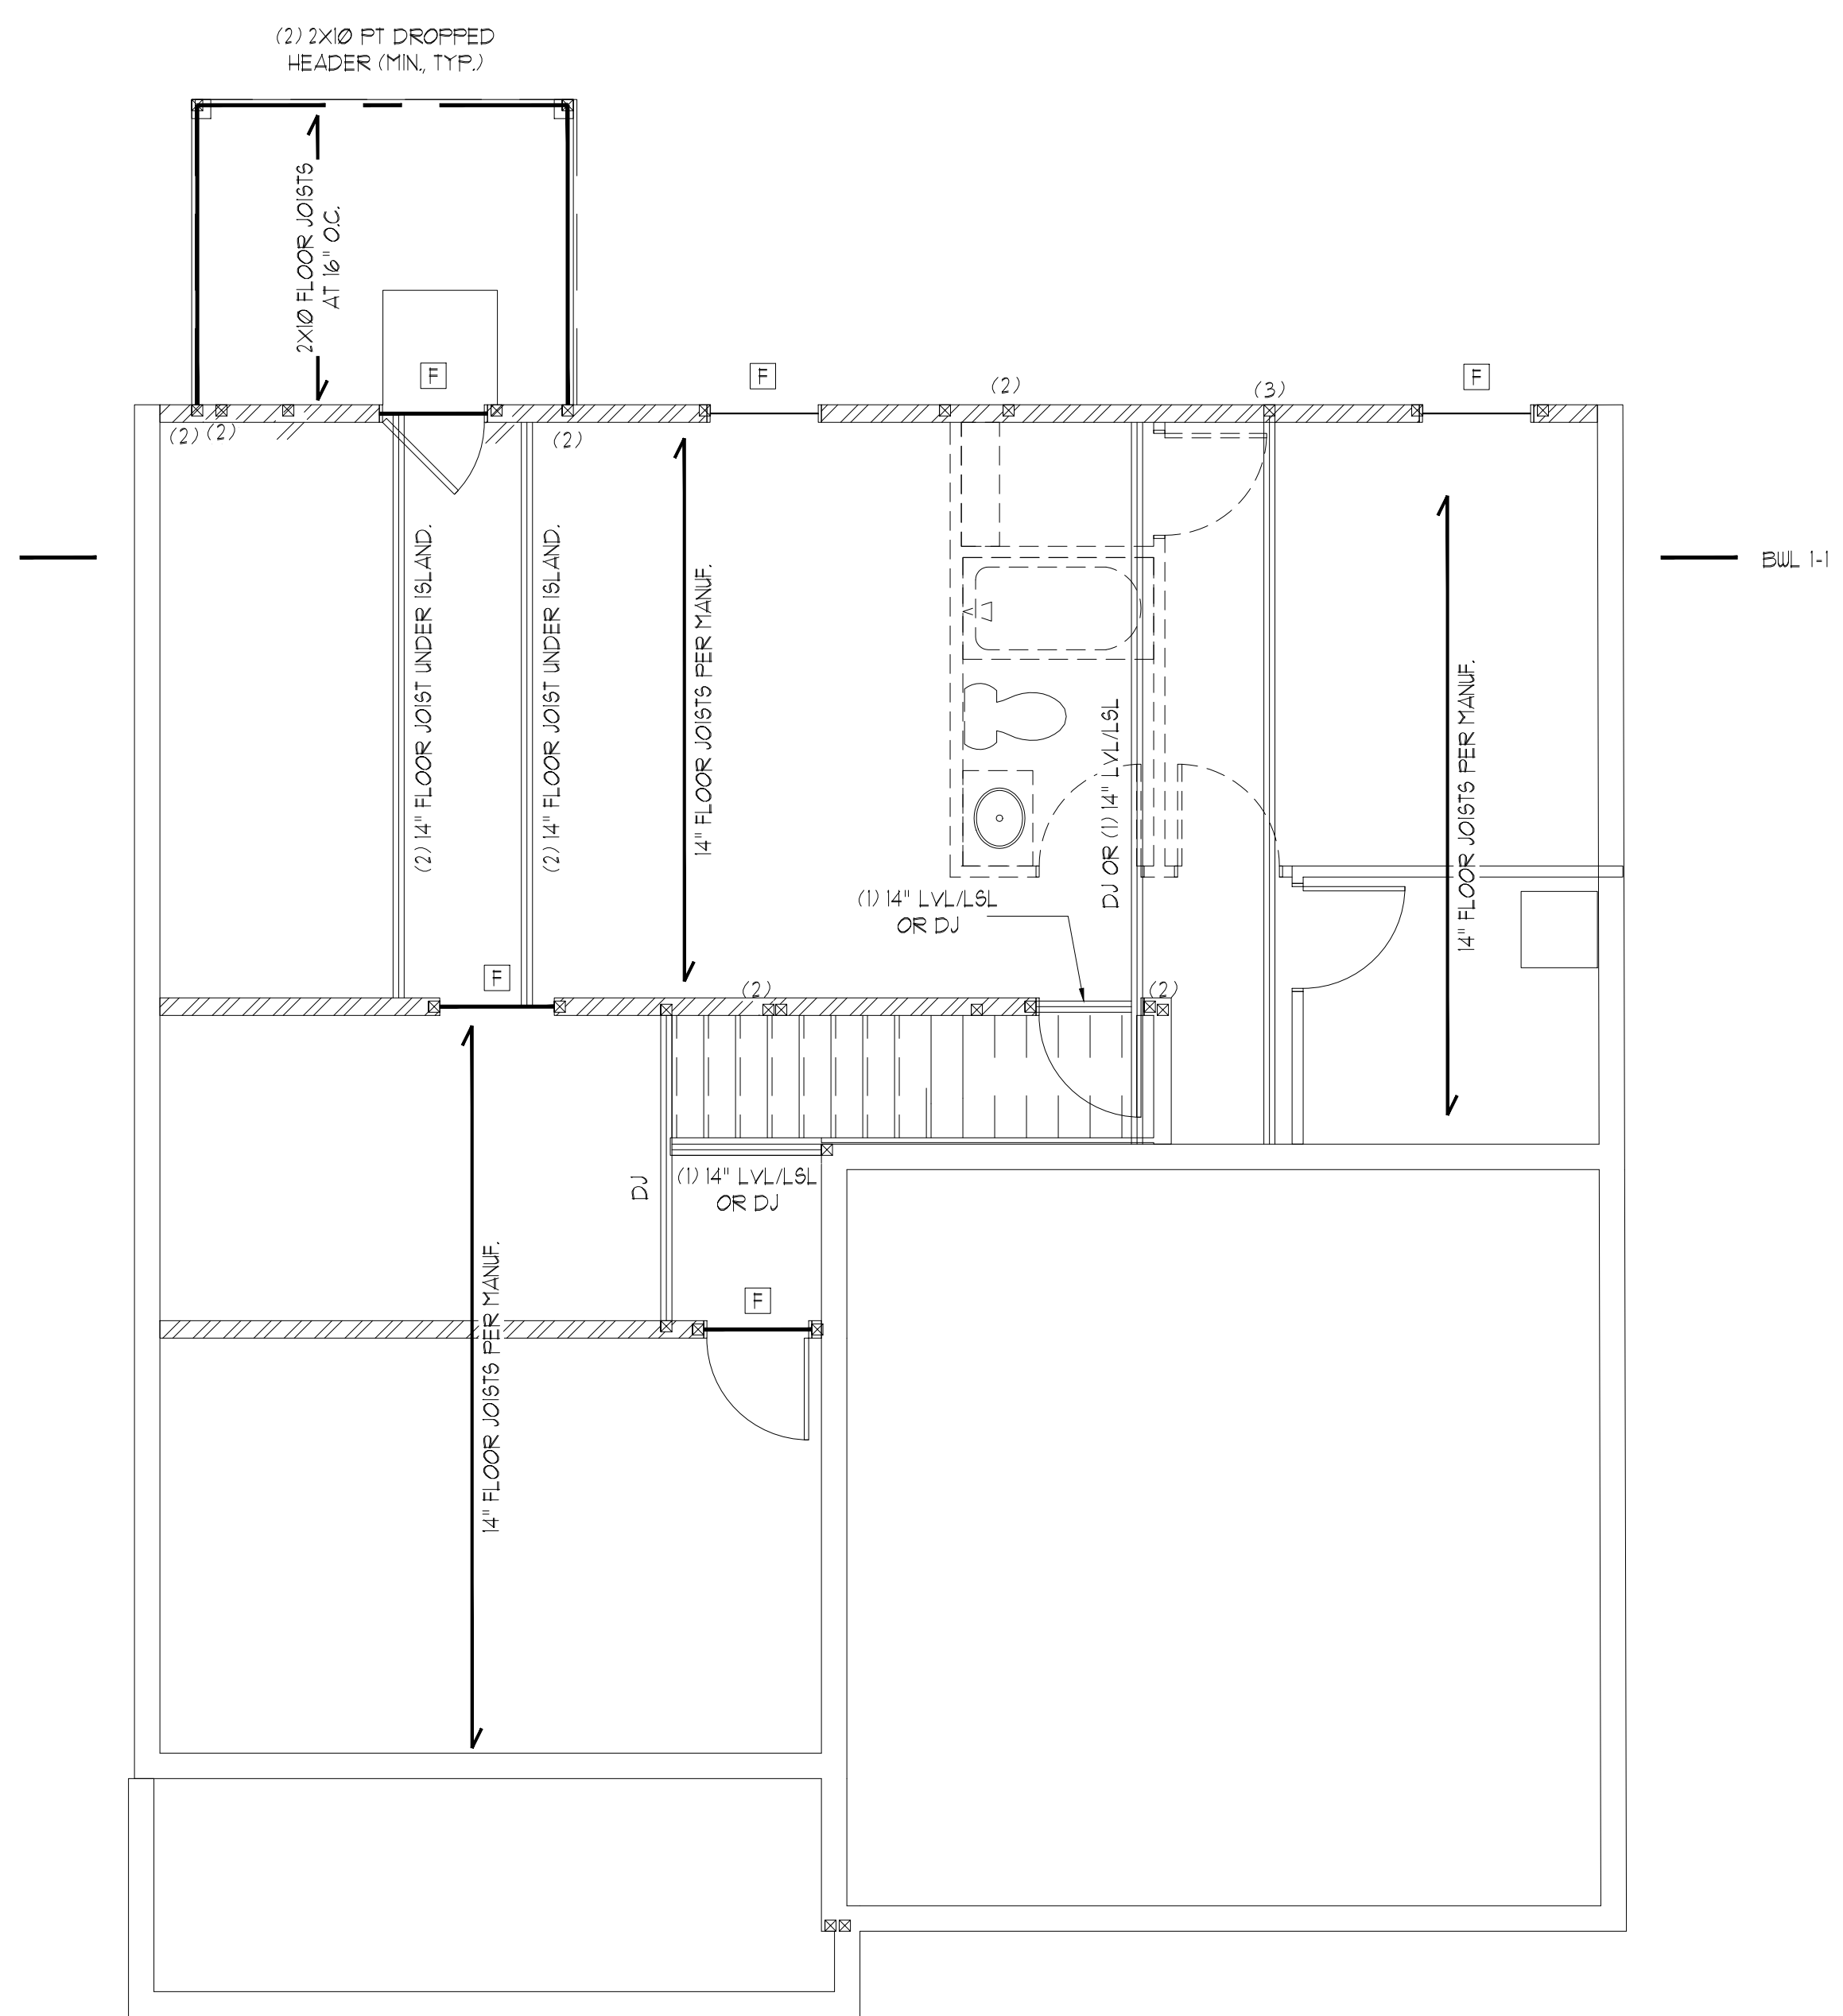 (2) 2X10 PT DROPPED
HEADER (MIN., TYP.)
2X10 FLOOR JOISTS
AT 16" O.C.
F
F
F
(2)
(3)
(2)
(2)
(2)
BWL 1-1
(2) 14" FLOOR JOIST UNDER ISLAND.
(2) 14" FLOOR JOIST UNDER ISLAND.
14" FLOOR JOISTS PER MANUF.
DJ OR (1) 14" LVL/LSL
14" FLOOR JOISTS PER MANUF.
(1) 14" LVL/LSL
OR DJ
F
(2)
(2)
DJ
(1) 14" LVL/LSL
OR DJ
F
14" FLOOR JOISTS PER MANUF.